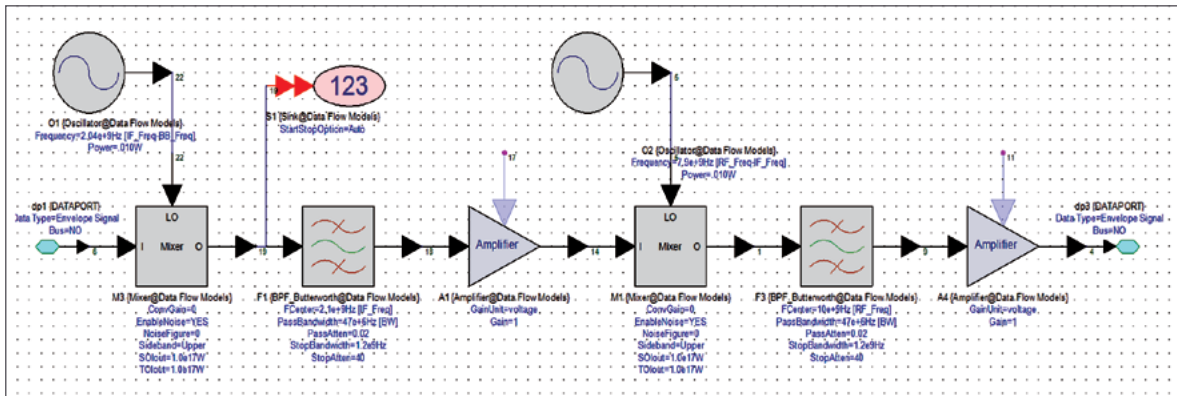 22
O1 {Oscillator@Data Flow Models}
Frequency=2.04e+9Hz [IF_Freq-BB_Freq]
Power=.010W
22
19
123
S1 {Sink@Data Flow Models}
StartStopOption=Auto
17
5
O2 {Oscillator@Data Flow Models}
Frequency=7.9e+9Hz [RF_Freq-IF_Freq]
Power=.010W
11
dp1 {DATAPORT}
Data Type=Envelope Signal
Bus=NO
6
LO
I Mixer O
M3 {Mixer@Data Flow Models}
ConvGain=0
EnableNoise=YES
NoiseFigure=0
Sideband=Upper
SOIout=1.0e17W
TOIout=1.0e17W
19
F1 {BPF_Butterworth@Data Flow Models}
FCenter=2.1e+9Hz [IF_Freq]
PassBandwidth=47e+6Hz [BW]
PassAtten=0.02
StopBandwidth=1.2e9Hz
StopAtten=40
18
Amplifier
A1 {Amplifier@Data Flow Models}
GainUnit=voltage
Gain=1
14
LO
I Mixer O
M1 {Mixer@Data Flow Models}
ConvGain=0
EnableNoise=YES
NoiseFigure=0
Sideband=Upper
SOIout=1.0e17W
TOIout=1.0e17W
1
F3 {BPF_Butterworth@Data Flow Models}
FCenter=10e+9Hz [RF_Freq]
PassBandwidth=47e+6Hz [BW]
PassAtten=0.02
StopBandwidth=1.2e9Hz
StopAtten=40
9
Amplifier
A4 {Amplifier@Data Flow Models}
GainUnit=voltage
Gain=1
4
dp3 {DATAPORT}
Data Type=Envelope Signal
Bus=NO